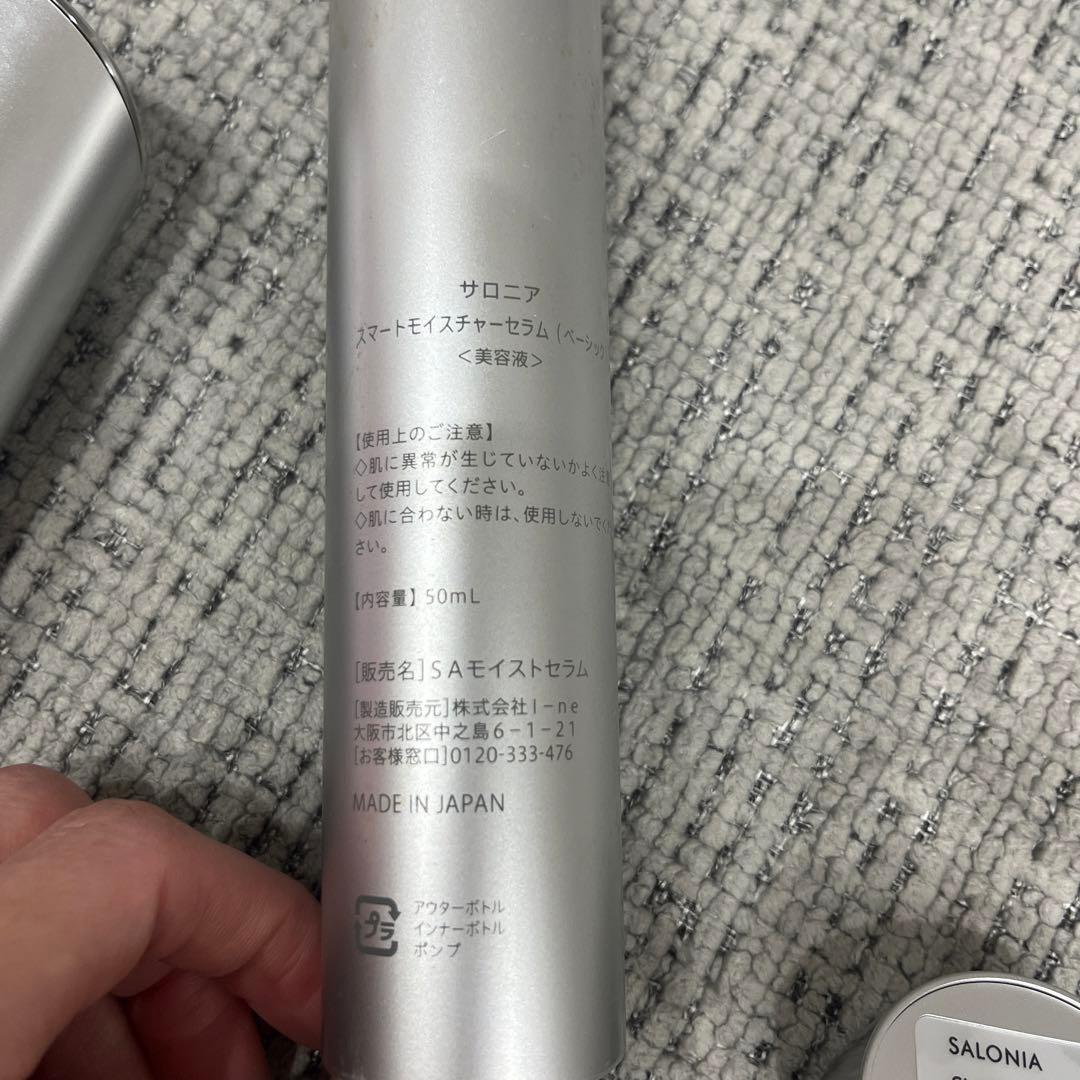 サロニア
スマートモイスチャーセラム（ベーシック
＜美容液＞
【使用上のご注意】
◇肌に異常が生じていないかよく注意
して使用してください。
◇肌に合わない時は、使用しないでくだ
さい。
【内容量】50mL
[販売名]SAモイストセラム
[製造販売元]株式会社I-ne
大阪市北区中之島6-1-21
[お客様窓口]0120-333-476
MADE IN JAPAN
プラ
アウターボトル
インナーボトル
ポンプ
SALONIA